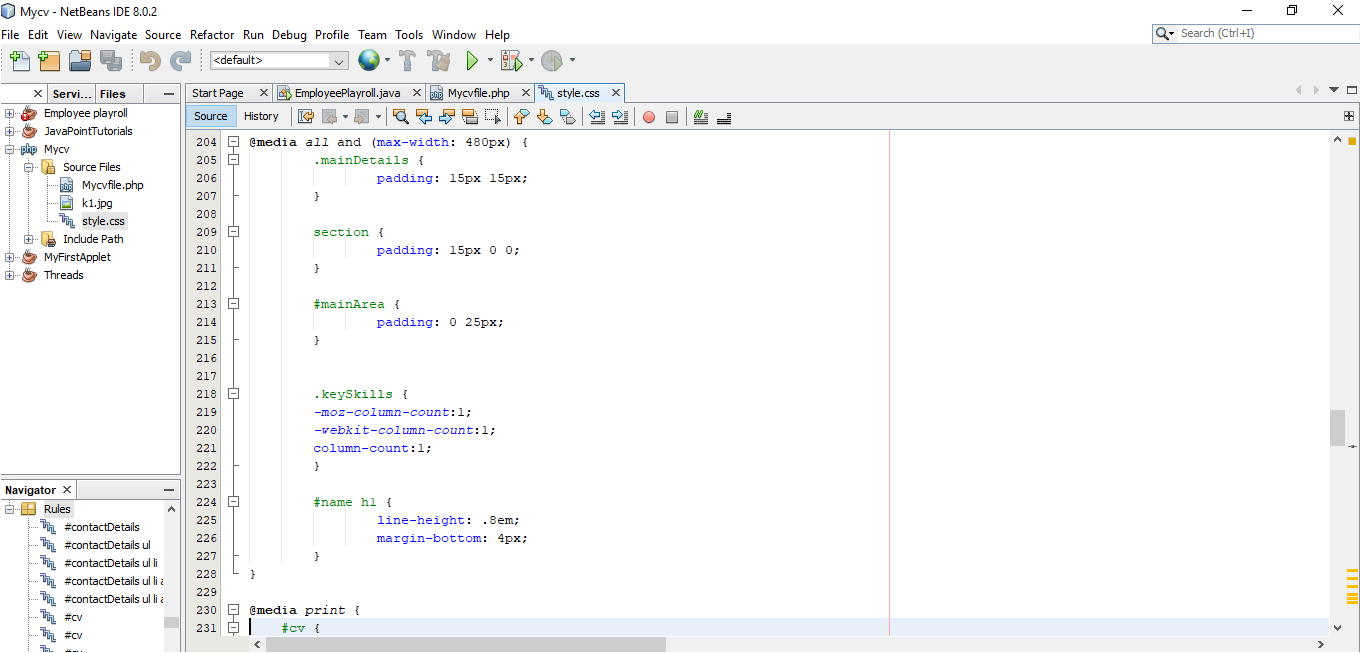 Mycv - NetBeans IDE 8.0.2
File Edit View Navigate Source Refactor Run Debug Profile Team Tools Window Help
Search (Ctrl+I)
<default>
Servi... Files
Employee playroll
JavaPointTutorials
Mycv
Source Files
Mycvfile.php
k1.jpg
style.css
Include Path
MyFirstApplet
Threads
Navigator
Rules
#contactDetails
#contactDetails ul
#contactDetails ul li
#contactDetails ul li a
#contactDetails ul li a
#cv
#cv
Start Page EmployeePlayroll.java Mycvfile.php style.css
Source History
204 @media all and (max-width: 480px) {
205 .mainDetails {
206 padding: 15px 15px;
207 }
208
209 section {
210 padding: 15px 0 0;
211 }
212
213 #mainArea {
214 padding: 0 25px;
215 }
216
217
218 .keySkills {
219 -moz-column-count:1;
220 -webkit-column-count:1;
221 column-count:1;
222 }
223
224 #name h1 {
225 line-height: .8em;
226 margin-bottom: 4px;
227 }
228 }
229
230 @media print {
231 #cv {